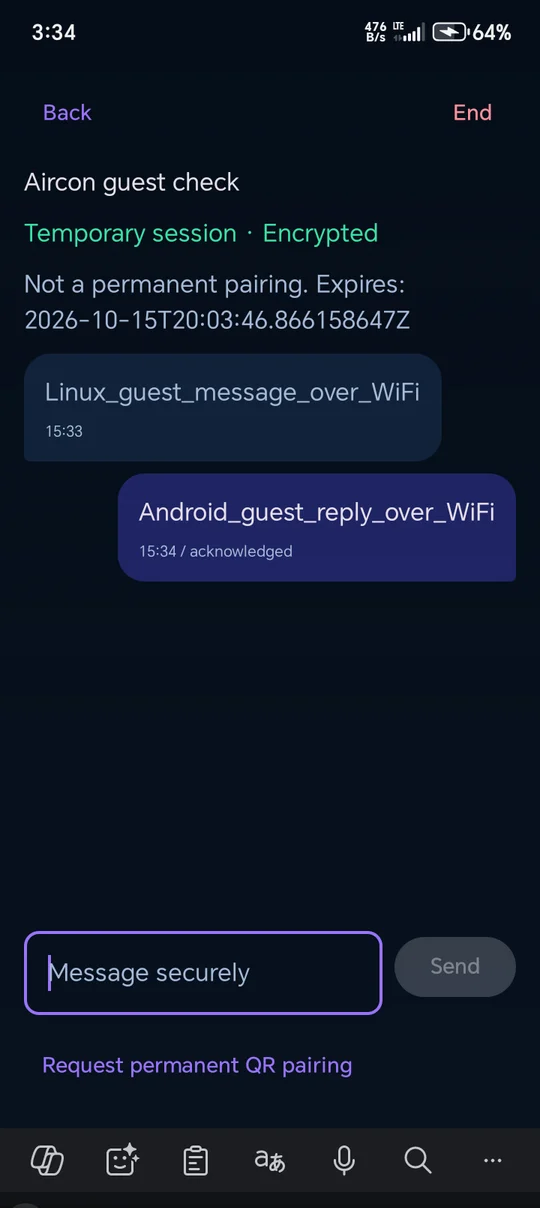 3:34
476 B/s LTE 64%
Back
End
Aircon guest check
Temporary session · Encrypted
Not a permanent pairing. Expires:
2026-10-15T20:03:46.866158647Z
Linux_guest_message_over_WiFi
15:33
Android_guest_reply_over_WiFi
15:34 / acknowledged
Message securely
Send
Request permanent QR pairing
aあ